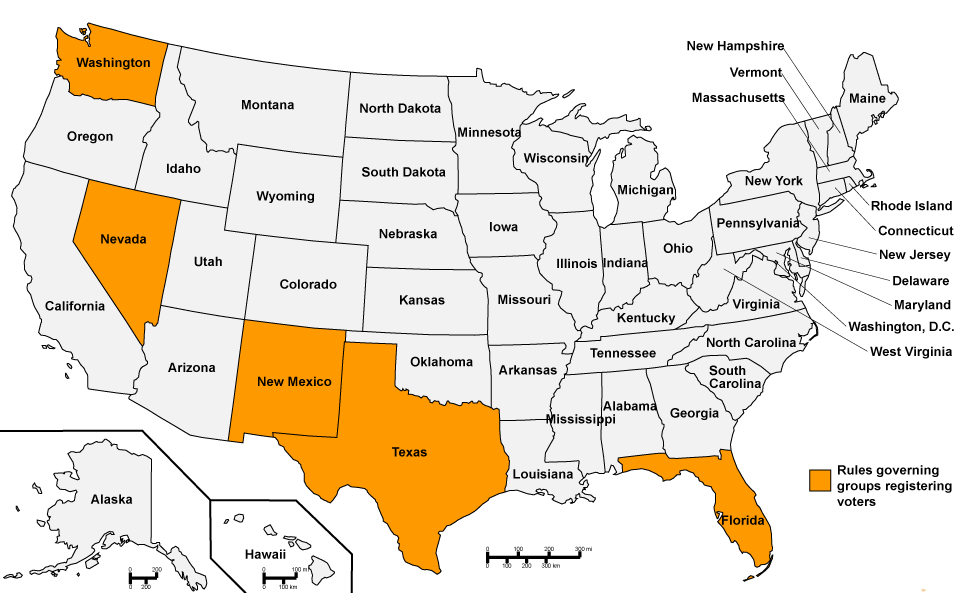 New Hampshire
Vermont
Massachusetts
Washington
Montana
North Dakota
Minnesota
Maine
Oregon
Idaho
South Dakota
Wisconsin
Michigan
New York
Wyoming
Rhode Island
Nevada
Nebraska
Iowa
Pennsylvania
Connecticut
Utah
Colorado
Illinois
Indiana
Ohio
New Jersey
Delaware
California
Kansas
Missouri
Kentucky
Virginia
Maryland
Washington, D.C.
West Virginia
Arizona
New Mexico
Oklahoma
Arkansas
Tennessee
North Carolina
South
Carolina
Mississippi
Alabama
Georgia
Texas
Louisiana
Florida
Rules governing
groups registering
voters
Alaska
Hawaii
0 100 200 300 mi
0 100 200 300 km
0 200
0 200
0 100 mi
0 100 km